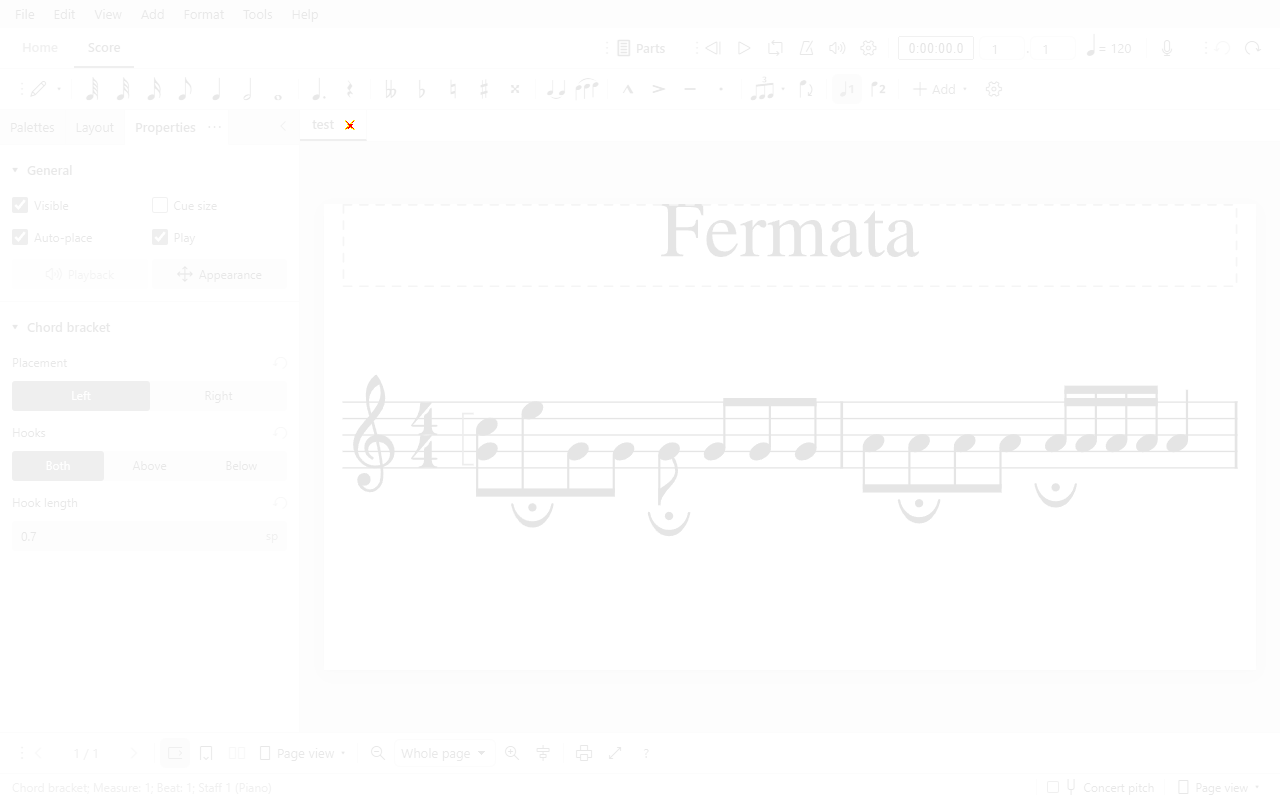 File Edit View Add Format Tools Help
Home Score Parts 0:00:00.0 1 . 1 = 120
Add
Palettes Layout Properties
test
General
Visible Cue size
Auto-place Play
Playback Appearance
Chord bracket
Placement
Left Right
Hooks
Both Above Below
Hook length
0.7 sp
Fermata
1 / 1 Page view Whole page ?
Chord bracket: Measure: 1; Beat: 1; Staff 1 (Piano) Concert pitch Page view